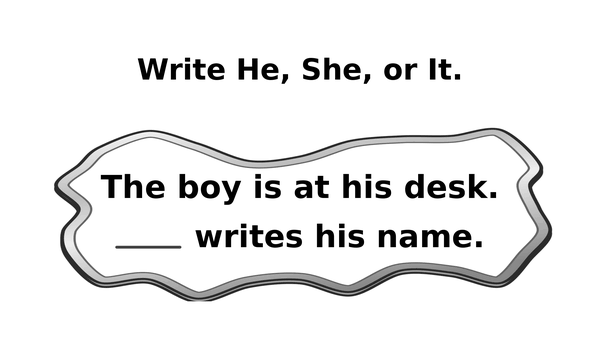 Write He, She, or It.
The boy is at his desk.
____ writes his name.